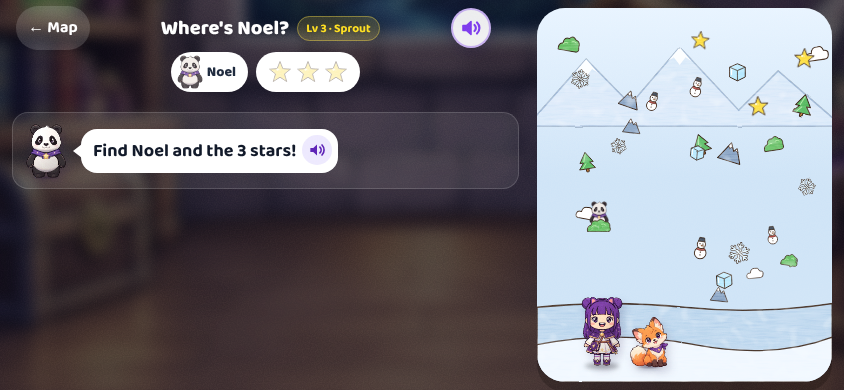 ← Map
Where's Noel?
Lv 3 · Sprout
Noel
Find Noel and the 3 stars!